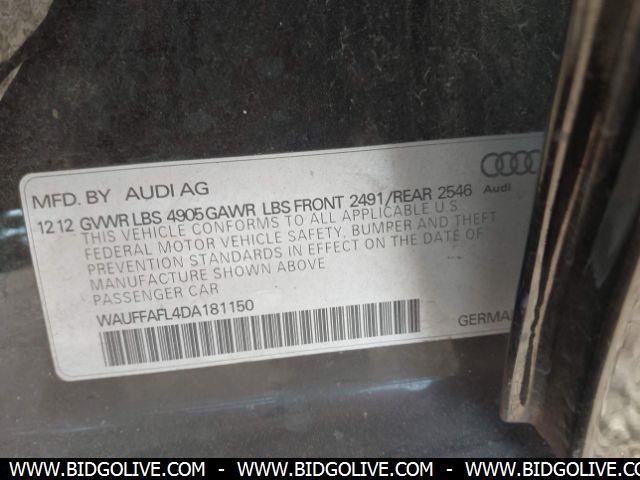 MFD. BY AUDI AG
Audi
12 12 GVWR LBS 4905 GAWR LBS FRONT 2491/REAR 2546
THIS VEHICLE CONFORMS TO ALL APPLICABLE U.S.
FEDERAL MOTOR VEHICLE SAFETY, BUMPER AND THEFT
PREVENTION STANDARDS IN EFFECT ON THE DATE OF
MANUFACTURE SHOWN ABOVE
PASSENGER CAR
WAUFFAFL4DA181150
GERMA
WWW.BIDGOLIVE.COM - WWW.BIDGOLIVE.COM - WWW.BIDGOLIVE.COM